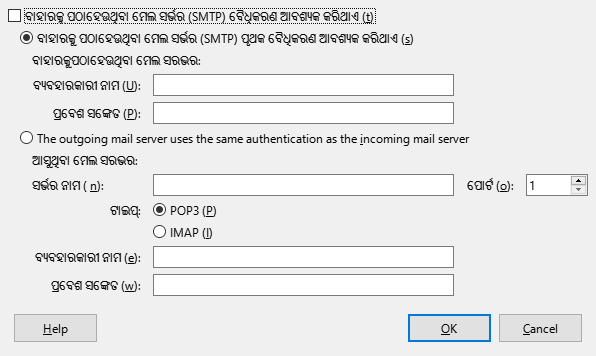 ବାହାରକୁ ପଠାହେଉଥିବା ମେଲ ସର୍ଭର (SMTP) ବୈଧିକରଣ ଆବଶ୍ୟକ କରିଥାଏ (t)
ବାହାରକୁ ପଠାହେଉଥିବା ମେଲ ସର୍ଭର (SMTP) ପୃଥକ ବୈଧିକରଣ ଆବଶ୍ୟକ କରିଥାଏ (s)
ବାହାରକୁପଠାହେଉଥିବା ମେଲ ସରଭର:
ବ୍ୟବହାରକାରୀ ନାମ (U):
ପ୍ରବେଶ ସଙ୍କେତ (P):
The outgoing mail server uses the same authentication as the incoming mail server
ଆସୁଥିବା ମେଲ ସରଭର:
ସର୍ଭର ନାମ ( n): ପୋର୍ଟ (o): 1
ଟାଇପ୍: POP3 (P)
IMAP (I)
ବ୍ୟବହାରକାରୀ ନାମ (e):
ପ୍ରବେଶ ସଙ୍କେତ (w):
Help OK Cancel